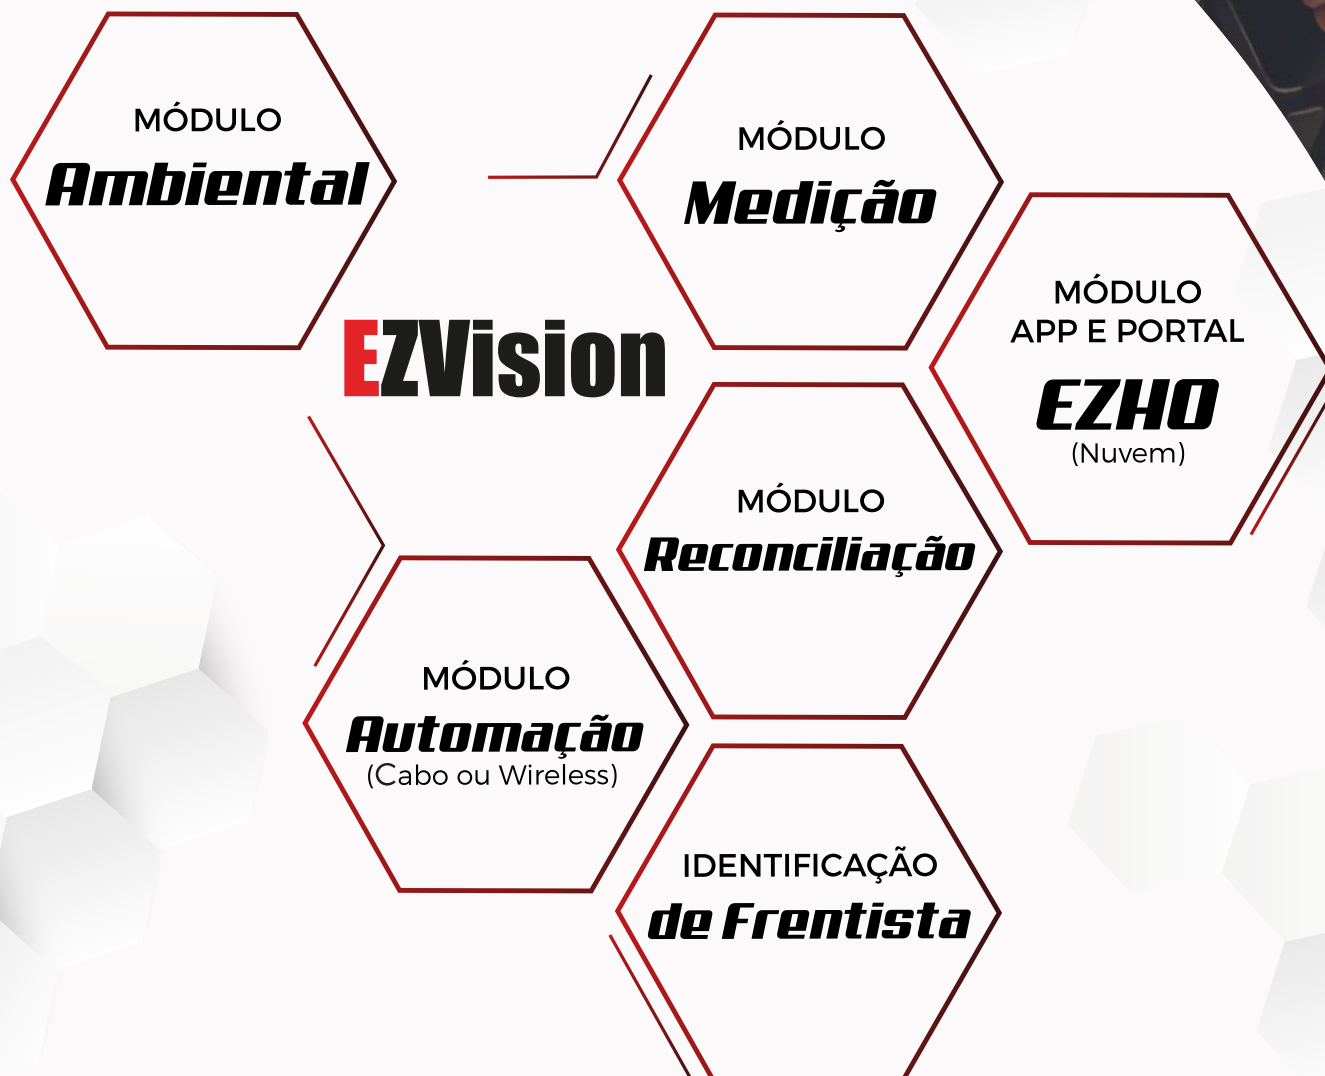 MÓDULO
Ambiental
MÓDULO
Medição
MÓDULO
APP E PORTAL
EZHO
(Nuvem)
EZVision
MÓDULO
Reconciliação
MÓDULO
Automação
(Cabo ou Wireless)
IDENTIFICAÇÃO
de Frentista